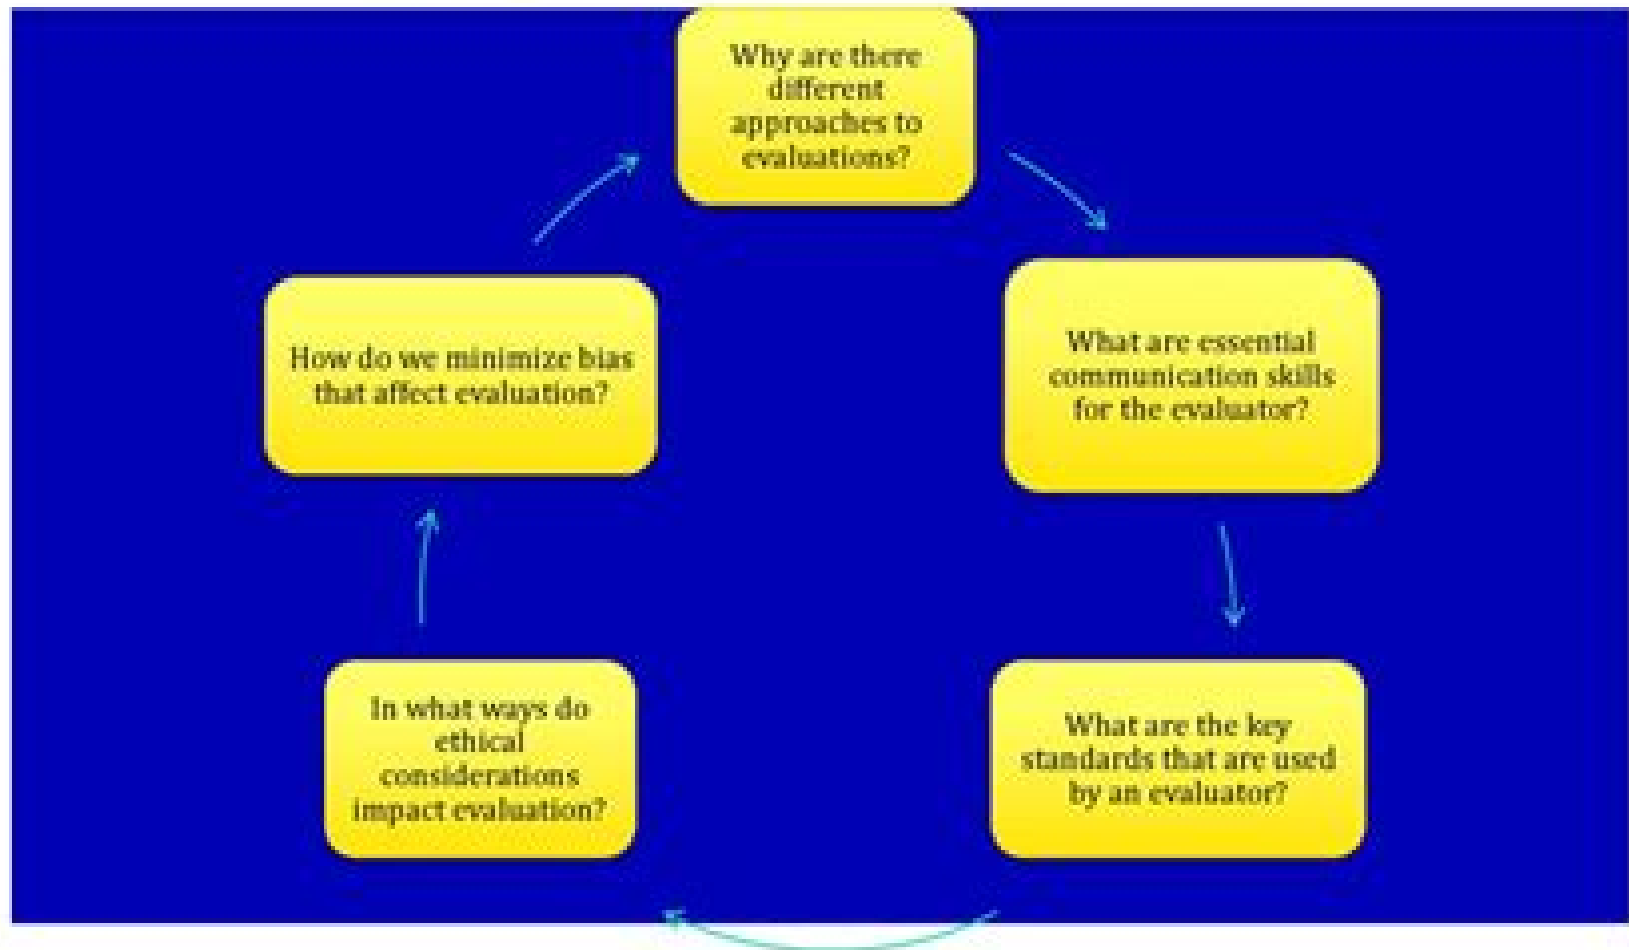 Why are there
different
approaches to
evaluations?
What are essential
communication skills
for the evaluator?
What are the key
standards that are used
by an evaluator?
In what ways do
ethical
considerations
impact evaluation?
How do we minimize bias
that affect evaluation?